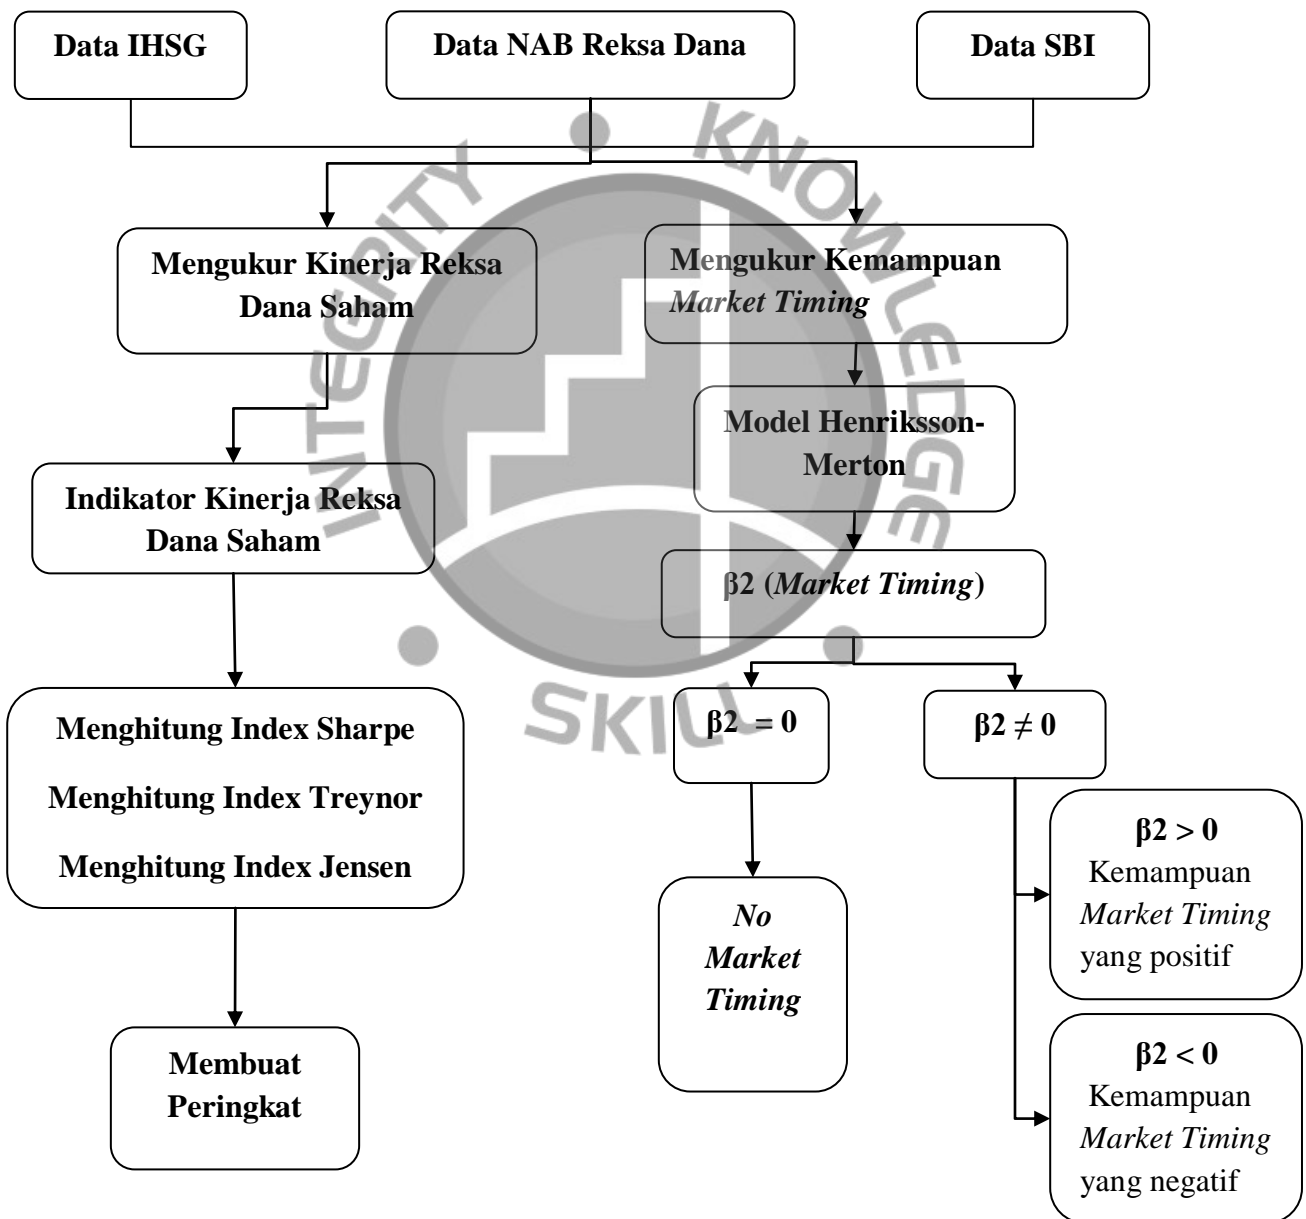 Data IHSG
Data NAB Reksa Dana
Data SBI
INTEGRITY
KNOWLEDGE
SKILL
Mengukur Kinerja Reksa
Dana Saham
Mengukur Kemampuan
Market Timing
Model Henriksson-
Merton
Indikator Kinerja Reksa
Dana Saham
β2 (Market Timing)
Menghitung Index Sharpe
Menghitung Index Treynor
Menghitung Index Jensen
β2 = 0
β2 ≠ 0
β2 > 0
Kemampuan
Market Timing
yang positif
No
Market
Timing
Membuat
Peringkat
β2 < 0
Kemampuan
Market Timing
yang negatif